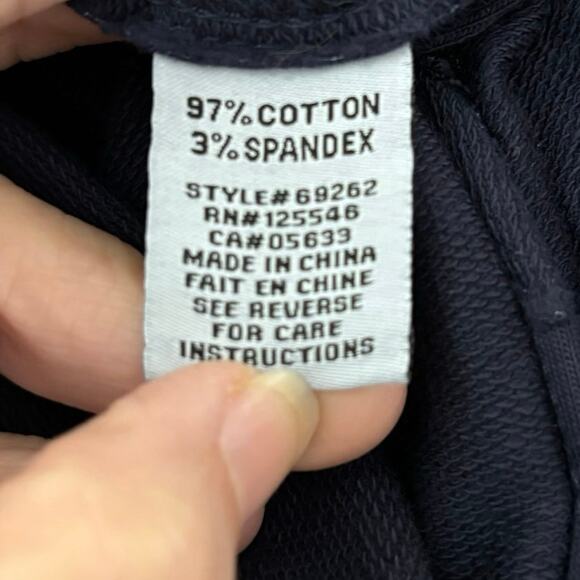 97% COTTON
3% SPANDEX
STYLE# 69262
RN# 125546
CA# 05633
MADE IN CHINA
FAIT EN CHINE
SEE REVERSE
FOR CARE
INSTRUCTIONS